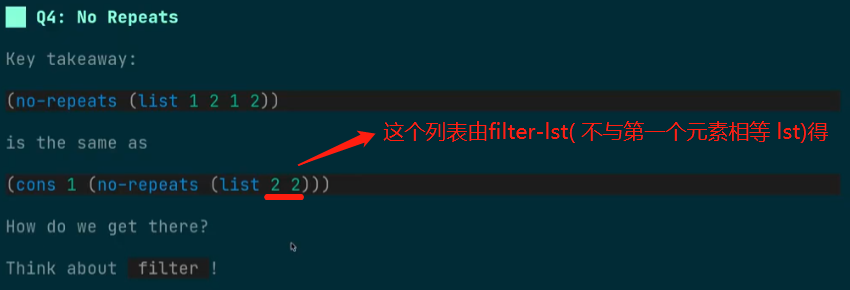 Q4: No Repeats
Key takeaway:
(no-repeats (list 1 2 1 2))
这个列表由filter-lst( 不与第一个元素相等 lst)得
is the same as
(cons 1 (no-repeats (list 2 2)))
How do we get there?
Think about filter !